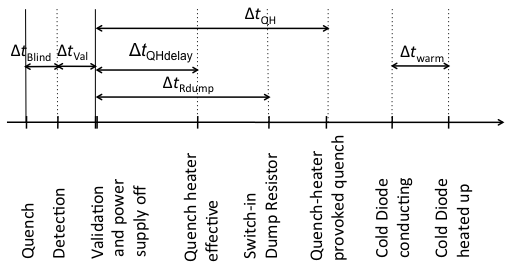 Δt_QH
Δt_Blind
Δt_Val
Δt_QHdelay
Δt_warm
Δt_Rdump
Quench
Detection
Validation
and power
supply off
Quench heater
effective
Switch-in
Dump Resistor
Quench-heater
provoked quench
Cold Diode
conducting
Cold Diode
heated up